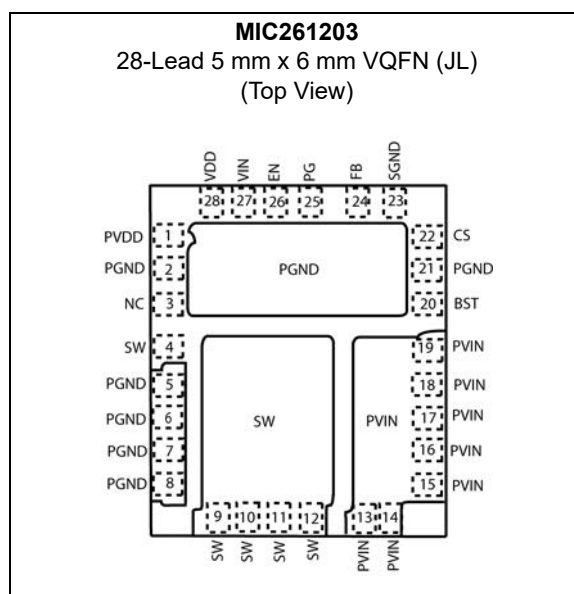 MIC261203
28-Lead 5 mm x 6 mm VQFN (JL)
(Top View)
VDD VIN EN PG FB SGND
28 27 26 25 24 23
PVDD 1 22 CS
PGND 2 PGND 21 PGND
NC 3 20 BST
SW 4 19 PVIN
PGND 5 18 PVIN
PGND 6 SW PVIN 17 PVIN
PGND 7 16 PVIN
PGND 8 15 PVIN
9 10 11 12 13 14
SW SW SW SW PVIN PVIN